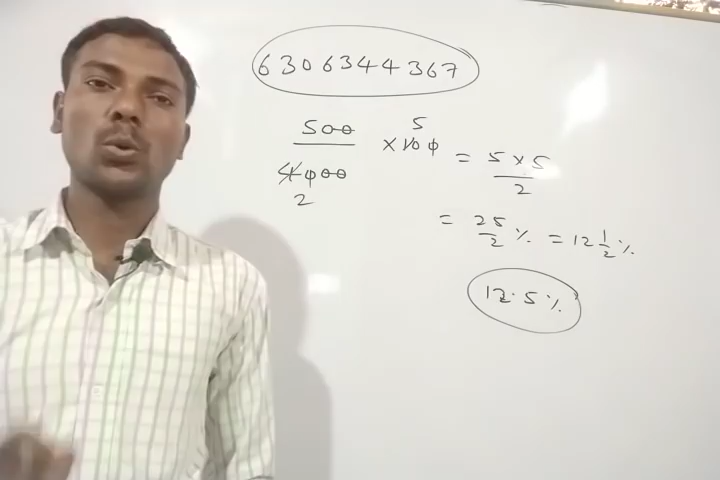 6306344367
500/4000 × 100 = 5×5/2
2 5
= 25/2 % = 12 1/2 %
12.5%